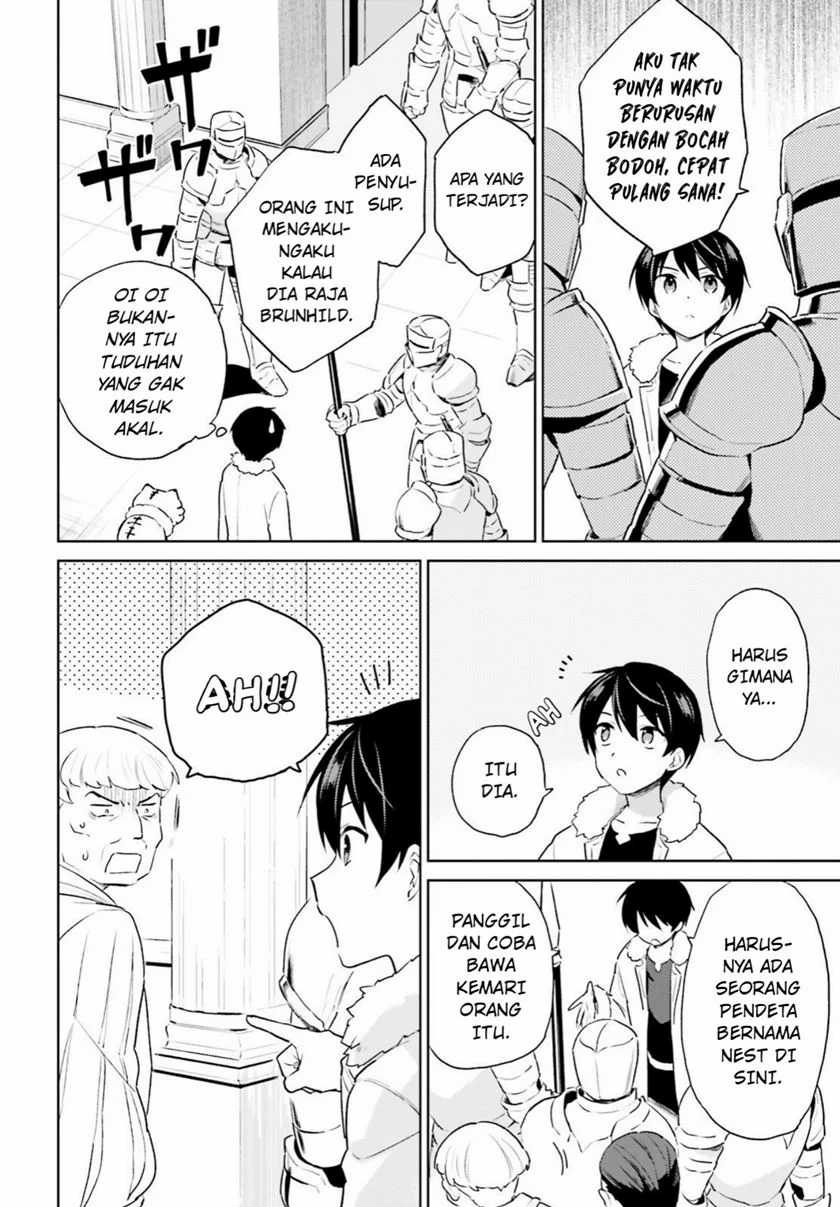 AKU TAK
PUNYA WAKTU
BERURUSAN
DENGAN BOCAH
BODOH, CEPAT
PULANG SANA!
APA YANG
TERJADI?
ADA
PENYU-
SUP.
ORANG INI
MENGAKU-
NGAKU
KALAU
DIA RAJA
BRUNHILD.
ザザザワ
OI OI
BUKAN-
NYA ITU
TUDUHAN
YANG GAK
MASUK
AKAL.
HARUS
GIMANA
YA...
AH
ITU
DIA.
HARUS-
NYA ADA
SEORANG
PENDETA
BERNAMA
NEST DI
SINI.
PANGGIL
DAN COBA
BAWA
KEMARI
ORANG
ITU.
AH!!